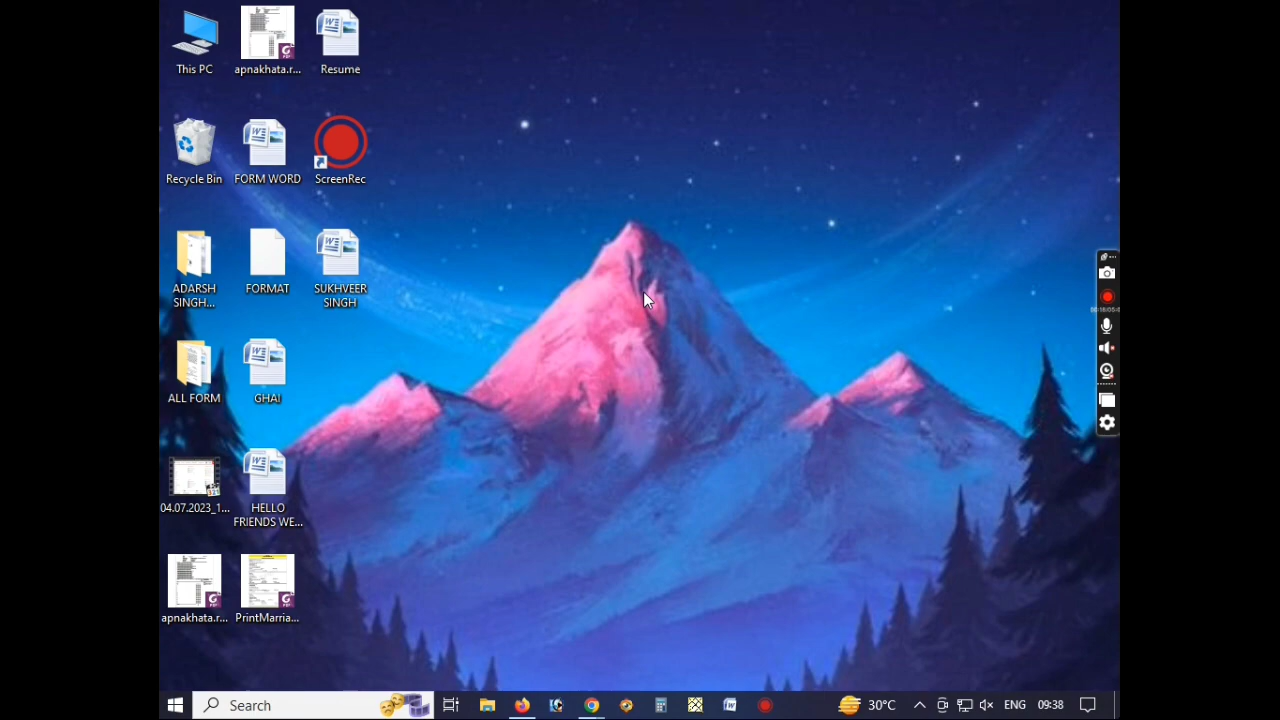 This PC
apnakhata.r...
Resume
Recycle Bin
FORM WORD
ScreenRec
ADARSH
SINGH...
FORMAT
SUKHVEER
SINGH
ALL FORM
GHAI
04.07.2023_1...
HELLO
FRIENDS WE...
apnakhata.r...
PrintMarria...
Search
30°C
ENG
09:38